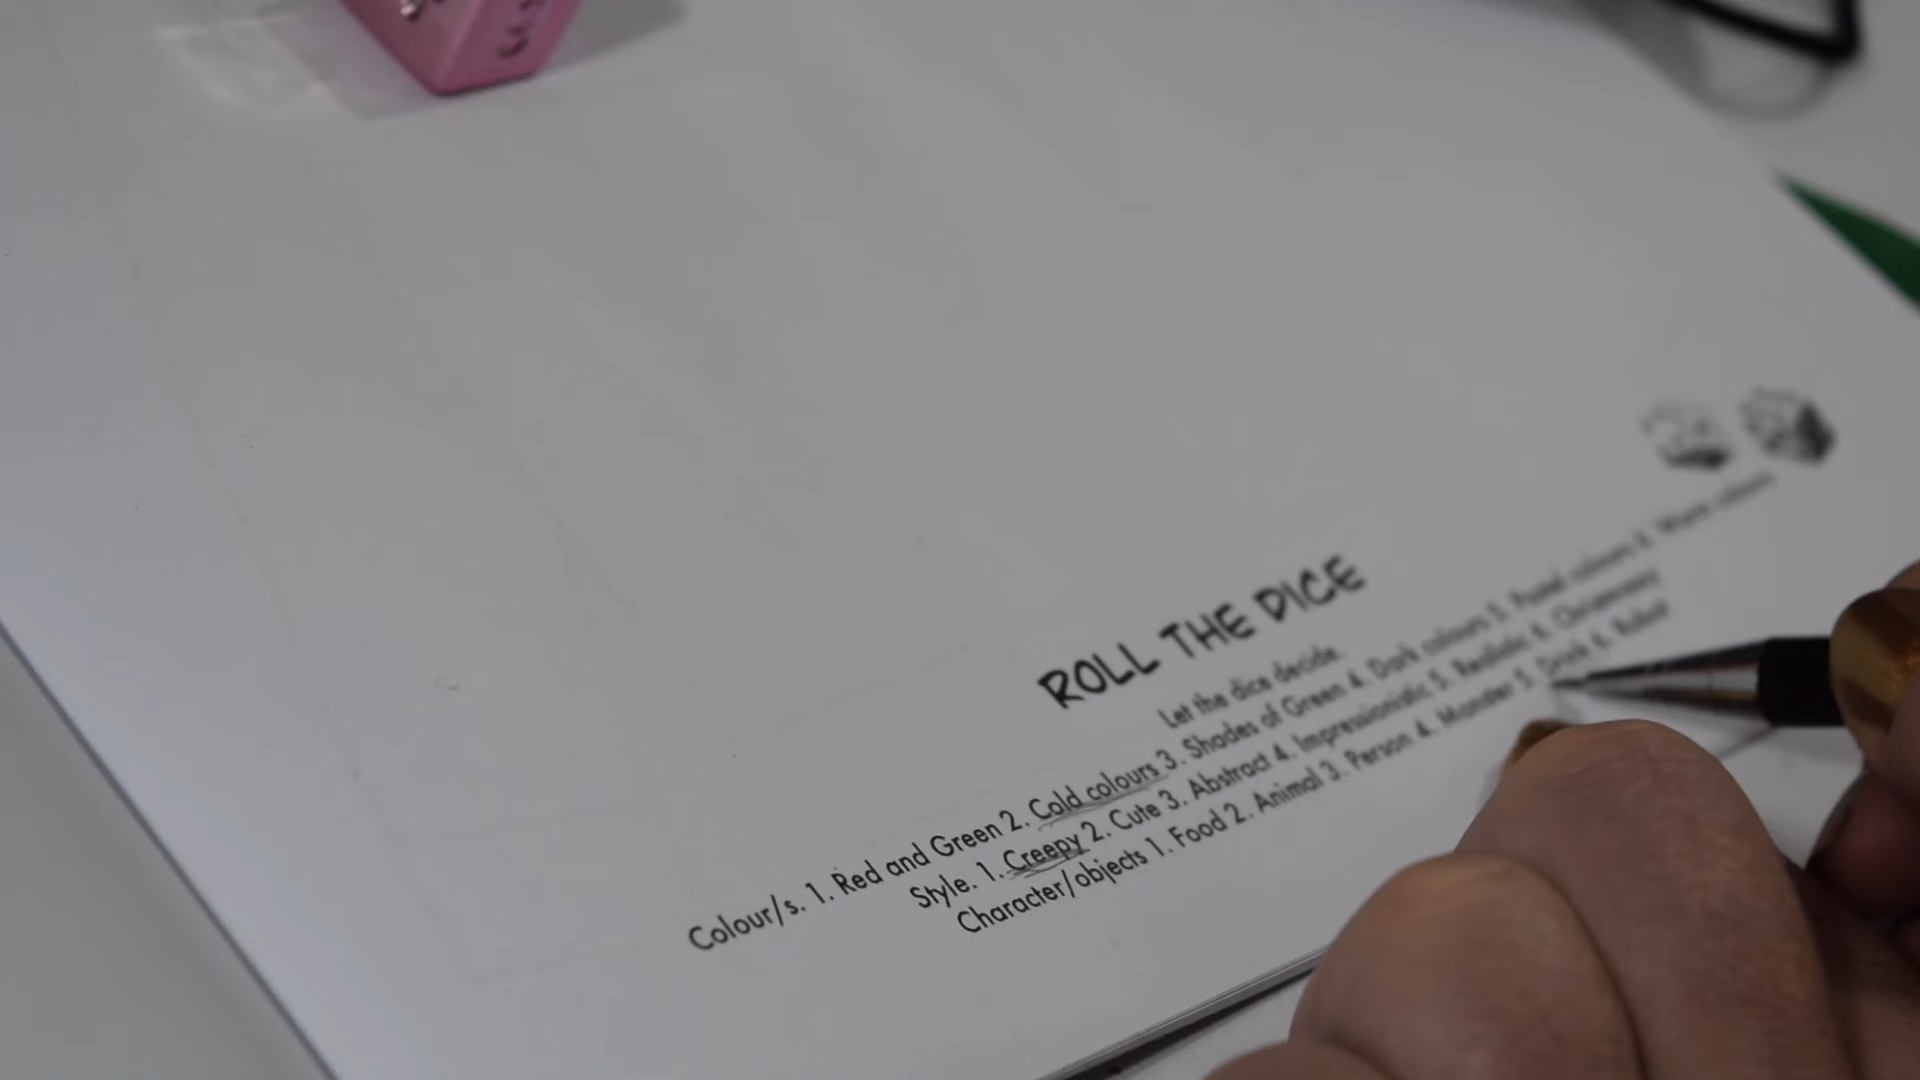 ROLL THE DICE
Let the dice decide.
Colour/s. 1. Red and Green 2. Cold colours 3. Shades of Green 4. Dark colours 5. Pastel colours 6. Warm colours
Style. 1. Creepy 2. Cute 3. Abstract 4. Impressionistic 5. Realistic 6.
Character/objects 1. Food 2. Animal 3. Person 4. Monster 5. Drink 6. Robot